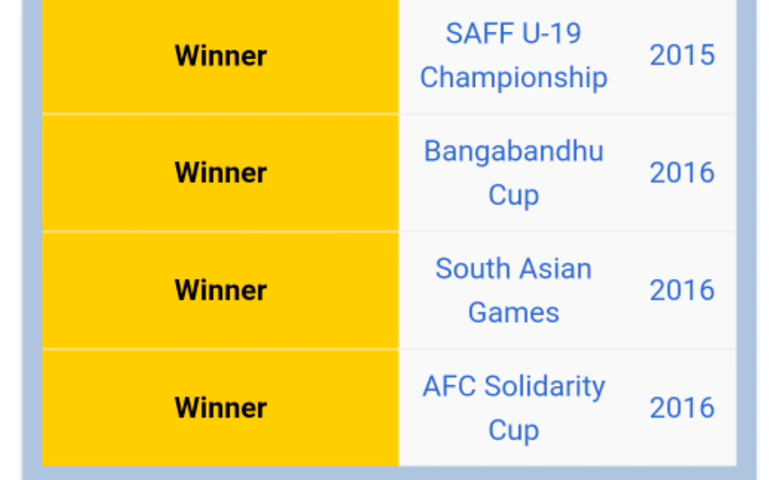 Winner
SAFF U-19
Championship
2015
Winner
Bangabandhu
Cup
2016
Winner
South Asian
Games
2016
Winner
AFC Solidarity
Cup
2016